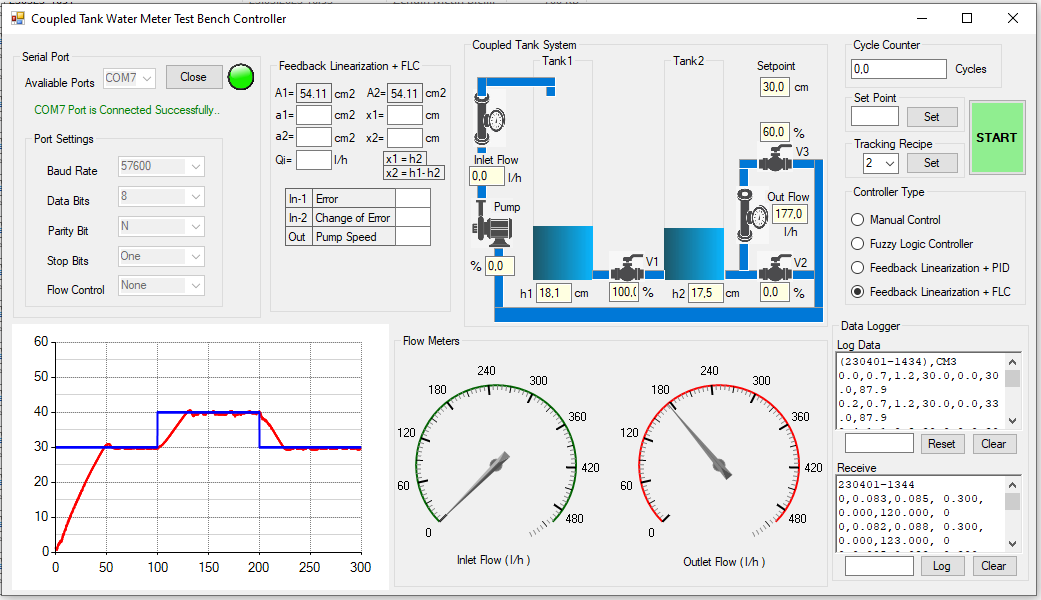 Coupled Tank Water Meter Test Bench Controller
Serial Port
Avaliable Ports COM7 Close
COM7 Port is Connected Successfully..
Port Settings
Baud Rate 57600
Data Bits 8
Parity Bit N
Stop Bits One
Flow Control None
Feedback Linearization + FLC
A1= 54.11 cm2 A2= 54.11 cm2
a1= cm2 x1= cm
a2= cm2 x2= cm
Qi= l/h x1 = h2
x2 = h1- h2
In-1 Error
In-2 Change of Error
Out Pump Speed
Coupled Tank System
Tank1
Tank2
Setpoint
30,0 cm
60,0 %
V3
Inlet Flow
0,0 l/h
Pump
% 0,0
Out Flow
177,0
l/h
V1
V2
h1 18,1 cm
100,( %
h2 17,5 cm
0,0 %
Cycle Counter
0,0 Cycles
Set Point
Set
Tracking Recipe
2 Set
START
Controller Type
Manual Control
Fuzzy Logic Controller
Feedback Linearization + PID
Feedback Linearization + FLC
60
50
40
30
20
10
0
0 50 100 150 200 250 300
Flow Meters
0 60 120 180 240 300 360 420 480
Inlet Flow ( l/h )
0 60 120 180 240 300 360 420 480
Outlet Flow ( l/h )
Data Logger
Log Data
(230401-1434),CM3
0.0,0.7,1.2,30.0,0.0,30
.0,87.9
0.2,0.7,1.2,30.0,0.0,33
.0,87.9
Reset Clear
Receive
230401-1344
0,0.083,0.085, 0.300,
0.000,120.000, 0
0,0.082,0.088, 0.300,
0.000,123.000, 0
Log Clear